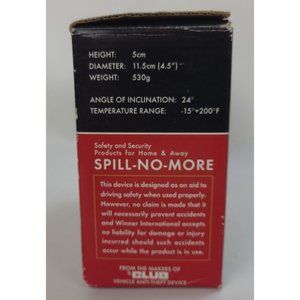 HEIGHT: 5cm
DIAMETER: 11.5cm (4.5")
WEIGHT: 530g
ANGLE OF INCLINATION: 24°
TEMPERATURE RANGE: -15°+200°F
Safety and Security
Products for Home & Away
SPILL-NO-MORE
This device is designed as an aid to
driving safety when used properly.
However, no claim is made that it
will necessarily prevent accidents
and Winner International accepts
no liability for damage or injury
incurred should such accidents
occur while the product is in use.
FROM THE MAKERS OF
THE CLUB
VEHICLE ANTI-THEFT DEVICE